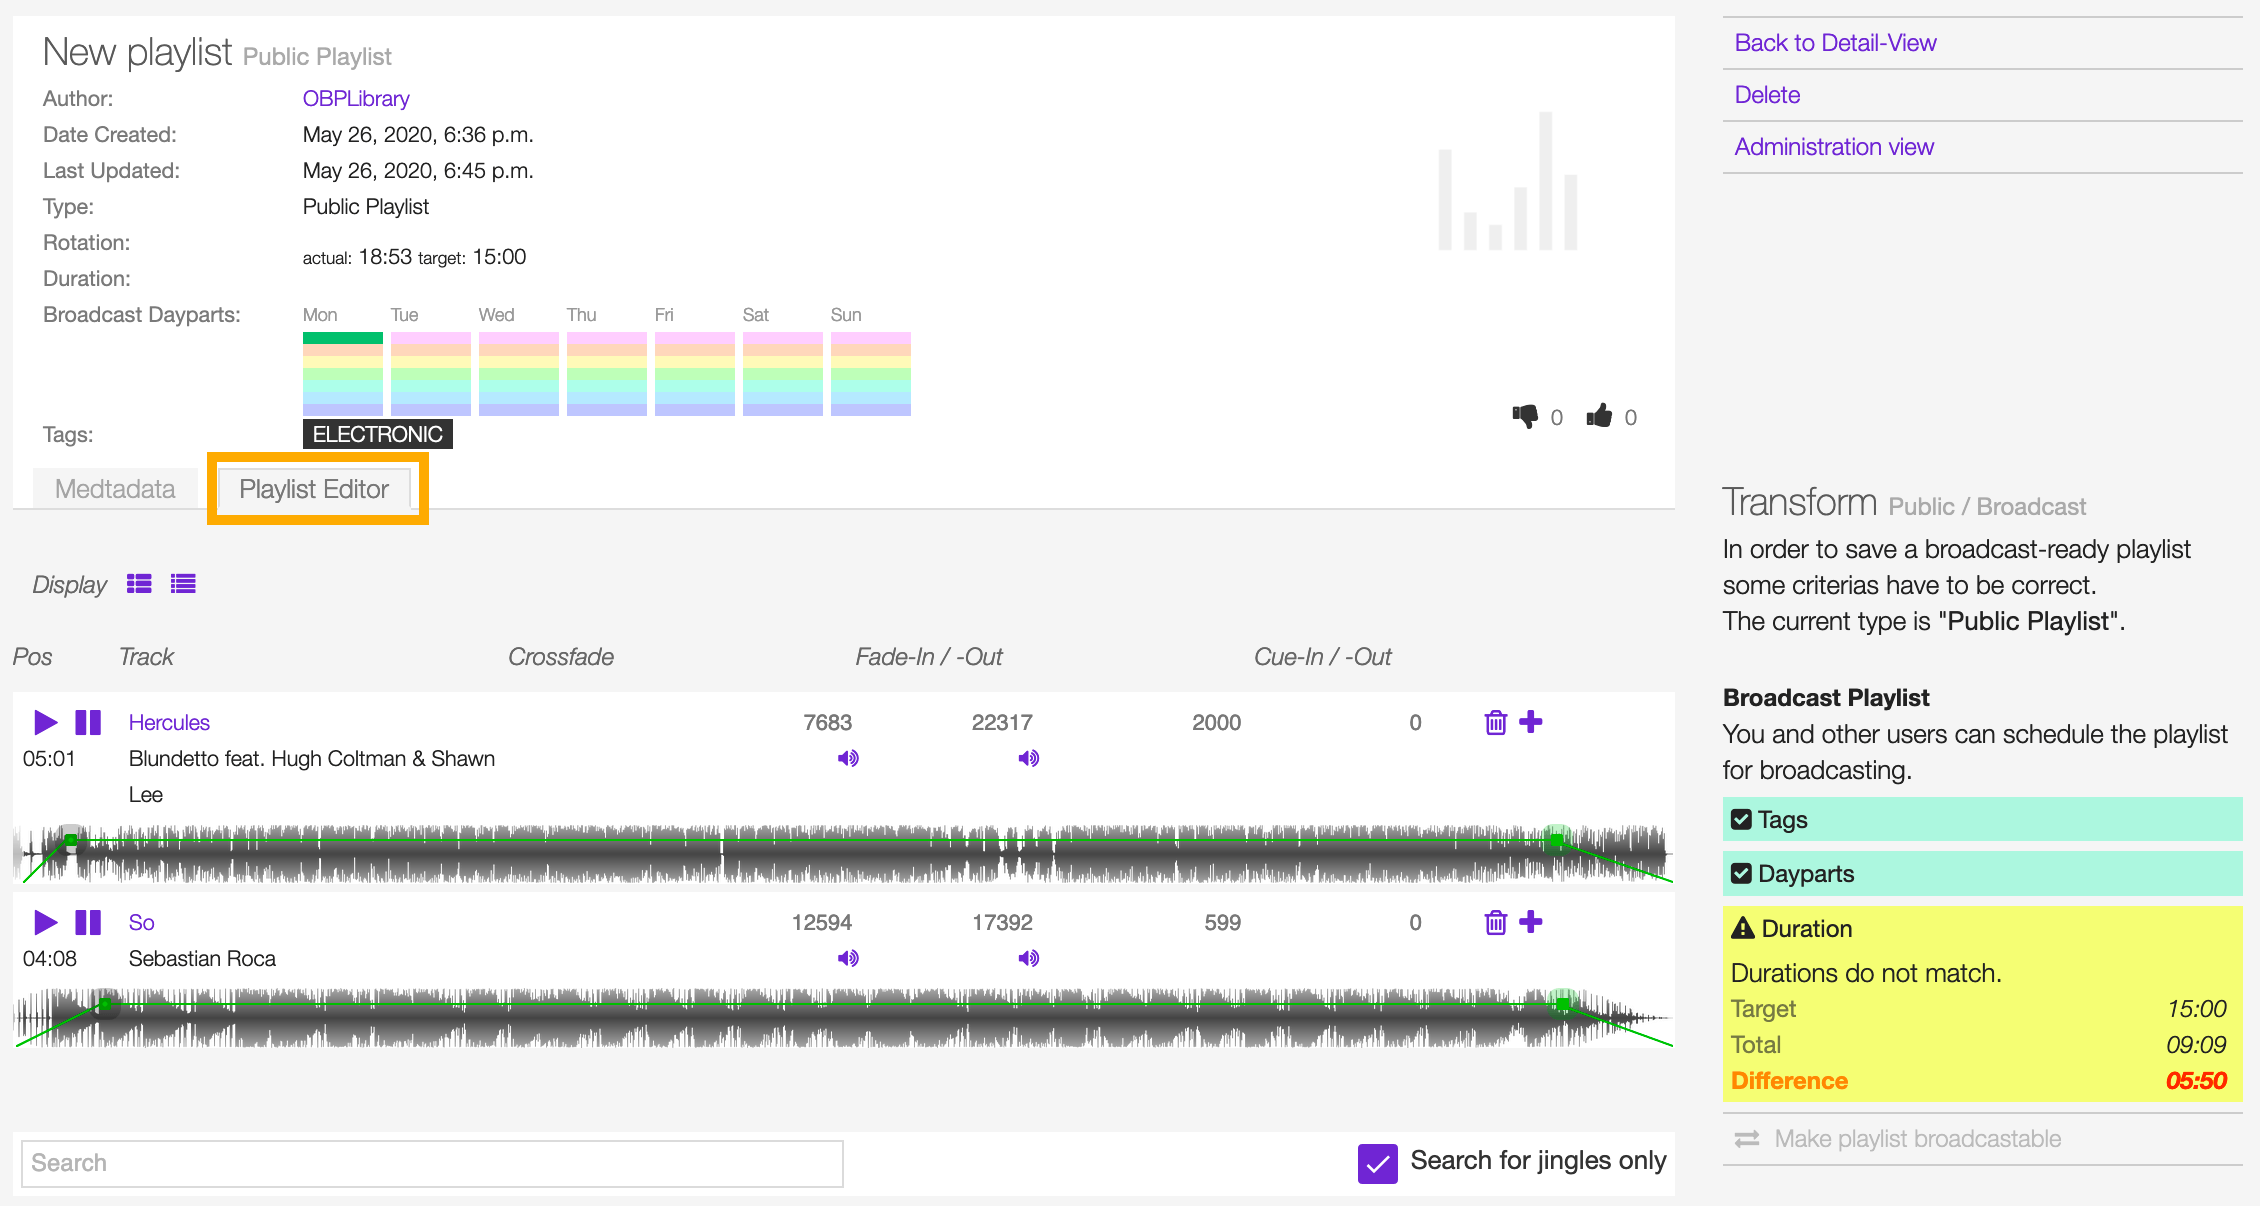 New playlist Public Playlist
Author: OBPLibrary
Date Created: May 26, 2020, 6:36 p.m.
Last Updated: May 26, 2020, 6:45 p.m.
Type: Public Playlist
Rotation:
actual: 18:53 target: 15:00
Duration:
Broadcast Dayparts: Mon Tue Wed Thu Fri Sat Sun
0 0
Tags: ELECTRONIC
Medtadata Playlist Editor
Display
Pos Track Crossfade Fade-In / -Out Cue-In / -Out
Hercules 7683 22317 2000 0
05:01 Blundetto feat. Hugh Coltman & Shawn
Lee
So 12594 17392 599 0
04:08 Sebastian Roca
Search Search for jingles only
Back to Detail-View
Delete
Administration view
Transform Public / Broadcast
In order to save a broadcast-ready playlist
some criterias have to be correct.
The current type is "Public Playlist".
Broadcast Playlist
You and other users can schedule the playlist
for broadcasting.
Tags
Dayparts
Duration
Durations do not match.
Target 15:00
Total 09:09
Difference 05:50
Make playlist broadcastable